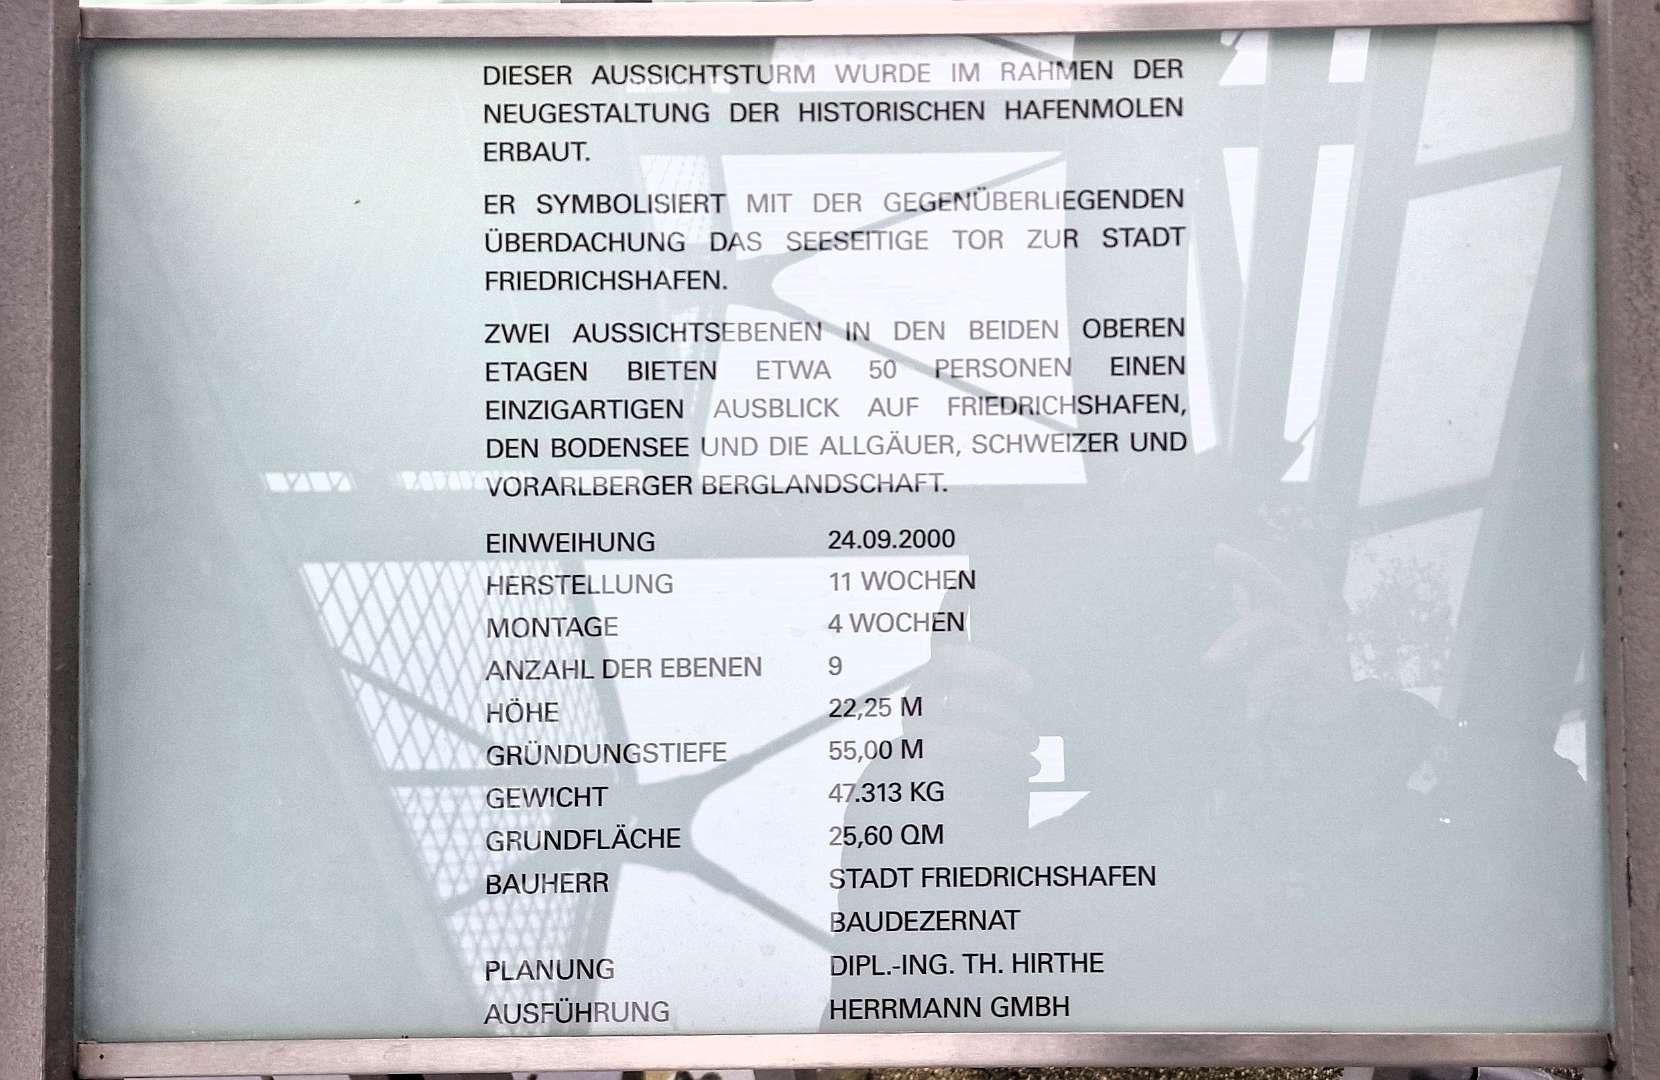 DIESER AUSSICHTSTURM WURDE IM RAHMEN DER
NEUGESTALTUNG DER HISTORISCHEN HAFENMOLEN
ERBAUT.
ER SYMBOLISIERT MIT DER GEGENÜBERLIEGENDEN
ÜBERDACHUNG DAS SEESEITIGE TOR ZUR STADT
FRIEDRICHSHAFEN.
ZWEI AUSSICHTSEBENEN IN DEN BEIDEN OBEREN
ETAGEN BIETEN ETWA 50 PERSONEN EINEN
EINZIGARTIGEN AUSBLICK AUF FRIEDRICHSHAFEN,
DEN BODENSEE UND DIE ALLGÄUER, SCHWEIZER UND
VORARLBERGER BERGLANDSCHAFT.
EINWEIHUNG 24.09.2000
HERSTELLUNG 11 WOCHEN
MONTAGE 4 WOCHEN
ANZAHL DER EBENEN 9
HÖHE 22,25 M
GRÜNDUNGSTIEFE 55,00 M
GEWICHT 47.313 KG
GRUNDFLÄCHE 25,60 QM
BAUHERR STADT FRIEDRICHSHAFEN
BAUDEZERNAT
PLANUNG DIPL.-ING. TH. HIRTHE
AUSFÜHRUNG HERRMANN GMBH